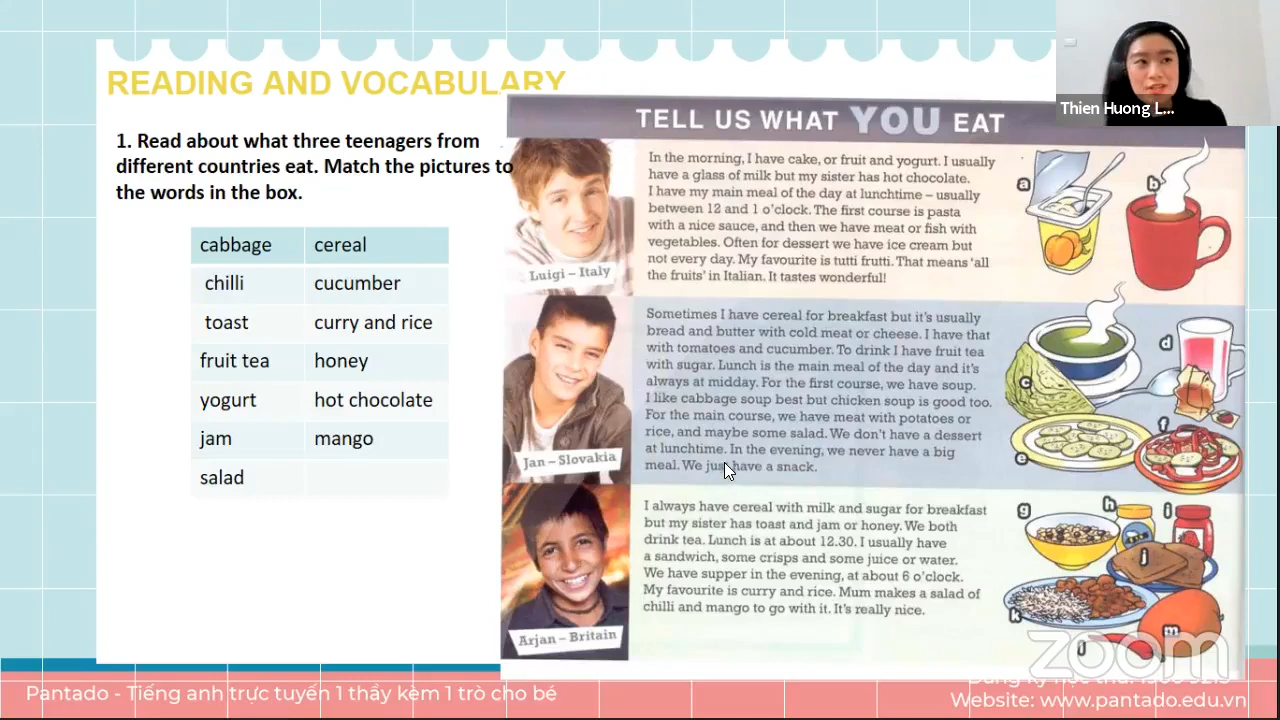 READING AND VOCABULARY
1. Read about what three teenagers from
different countries eat. Match the pictures to
the words in the box.
cabbage cereal
chilli cucumber
toast curry and rice
fruit tea honey
yogurt hot chocolate
jam mango
salad
TELL US WHAT YOU EAT
In the morning, I have cake, or fruit and yogurt. I usually
have a glass of milk but my sister has hot chocolate.
I have my main meal of the day at lunchtime – usually
between 12 and 1 o'clock. The first course is pasta
with a nice sauce, and then we have meat or fish with
vegetables. Often for dessert we have ice cream but
not every day. My favourite is tutti frutti. That means 'all
the fruits' in Italian. It tastes wonderful!
Luigi – Italy
a
b
Sometimes I have cereal for breakfast but it's usually
bread and butter with cold meat or cheese. I have that
with tomatoes and cucumber. To drink I have fruit tea
with sugar. Lunch is the main meal of the day and it's
always at midday. For the first course, we have soup.
I like cabbage soup best but chicken soup is good too.
For the main course, we have meat with potatoes or
rice, and maybe some salad. We don't have a dessert
at lunchtime. In the evening, we never have a big
meal. We just have a snack.
Jan – Slovakia
c
d
e
f
I always have cereal with milk and sugar for breakfast
but my sister has toast and jam or honey. We both
drink tea. Lunch is at about 12.30. I usually have
a sandwich, some crisps and some juice or water.
We have supper in the evening, at about 6 o'clock.
My favourite is curry and rice. Mum makes a salad of
chilli and mango to go with it. It's really nice.
Arjan – Britain
g
h
i
j
k
m
Thien Huong L...
zoom
Pantado - Tiếng anh trực tuyến 1 thầy kèm 1 trò cho bé
Website: www.pantado.edu.vn